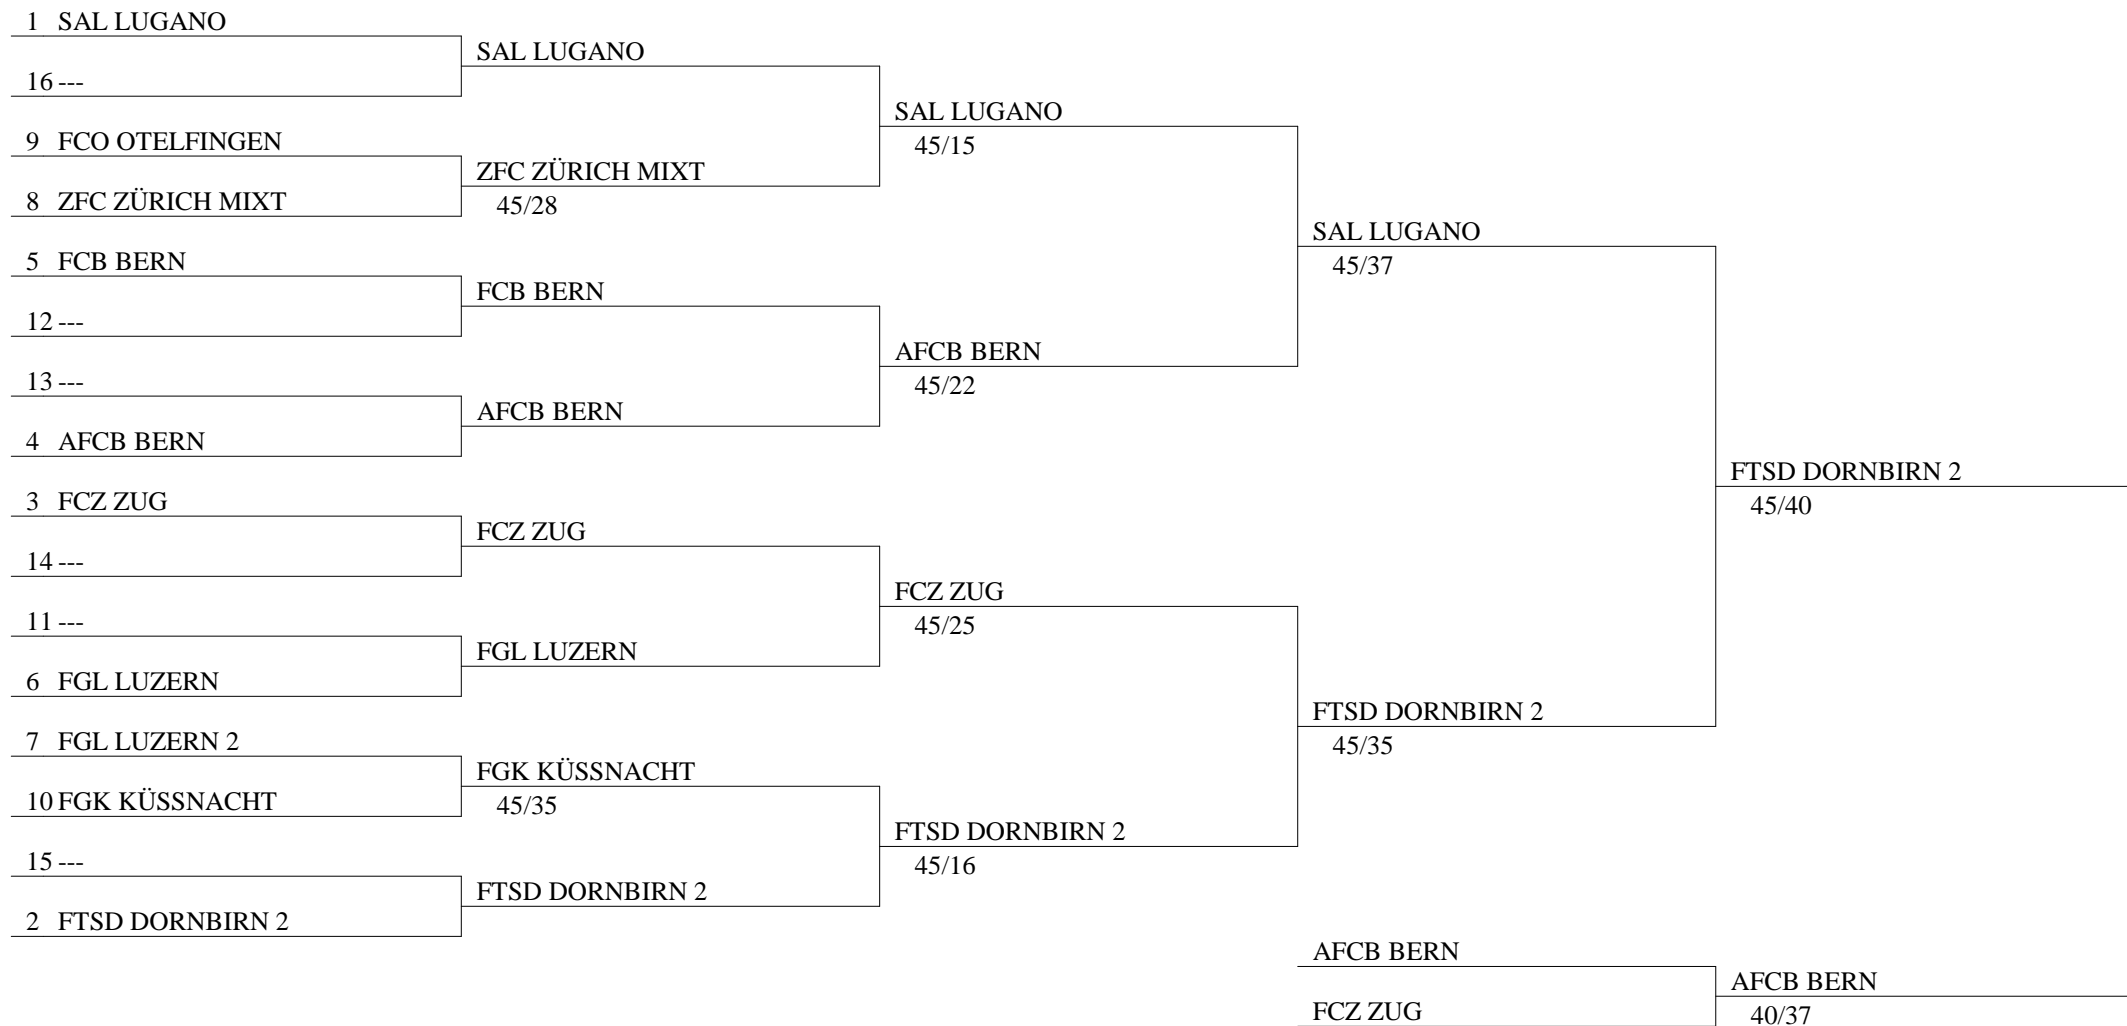 1 SAL LUGANO
SAL LUGANO
16 ---
SAL LUGANO
45/15
9 FCO OTELFINGEN
ZFC ZÜRICH MIXT
45/28
8 ZFC ZÜRICH MIXT
SAL LUGANO
45/37
5 FCB BERN
FCB BERN
12 ---
AFCB BERN
45/22
13 ---
AFCB BERN
4 AFCB BERN
FTSD DORNBIRN 2
45/40
3 FCZ ZUG
FCZ ZUG
14 ---
FCZ ZUG
45/25
11 ---
FGL LUZERN
6 FGL LUZERN
FTSD DORNBIRN 2
45/35
7 FGL LUZERN 2
FGK KÜSSNACHT
45/35
10 FGK KÜSSNACHT
FTSD DORNBIRN 2
45/16
15 ---
FTSD DORNBIRN 2
2 FTSD DORNBIRN 2
AFCB BERN
AFCB BERN
40/37
FCZ ZUG